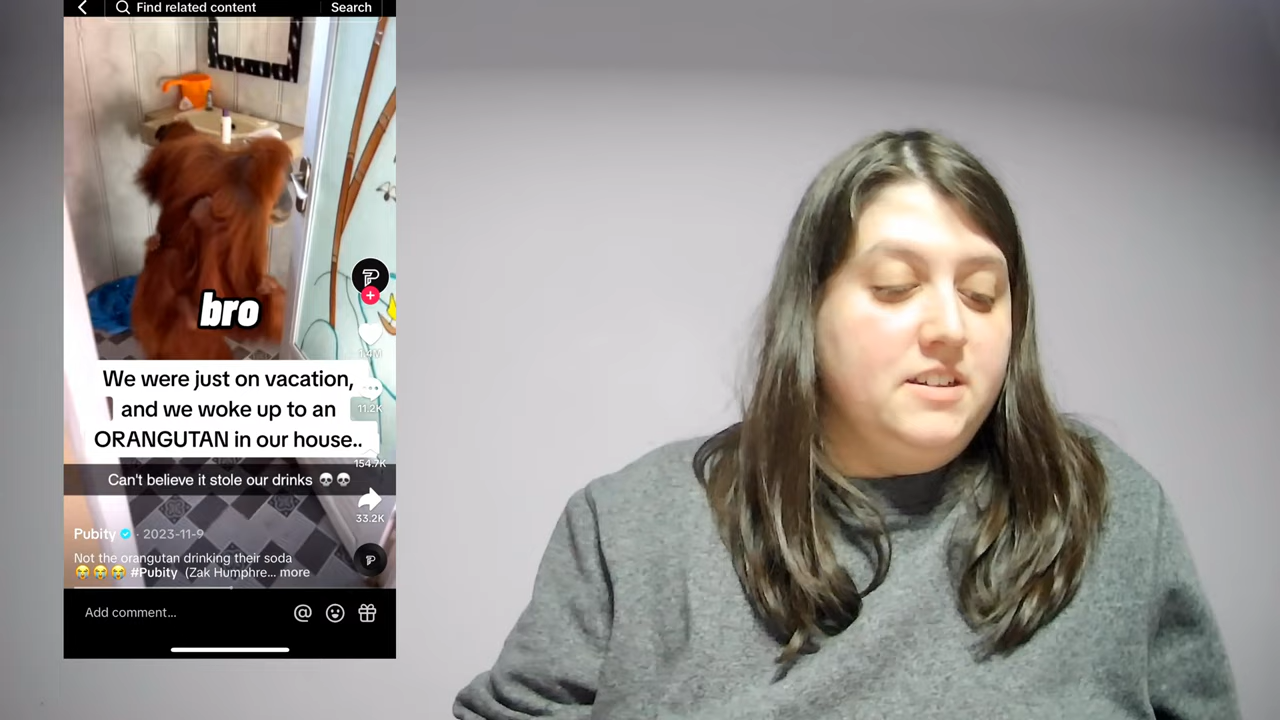 Find related content
Search
bro
We were just on vacation,
and we woke up to an
ORANGUTAN in our house..
Can't believe it stole our drinks 💀💀
1.4M
11.2K
154.7K
33.2K
Pubity · 2023-11-9
Not the orangutan drinking their soda
😭😭😭 #Pubity (Zak Humphre... more
Add comment...